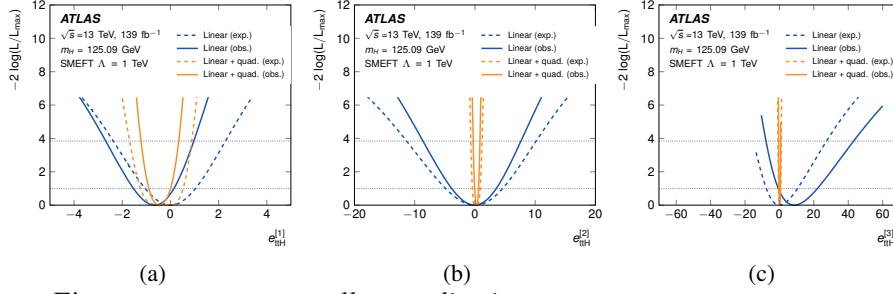 ATLAS
√s =13 TeV, 139 fb⁻¹
m_H = 125.09 GeV
SMEFT Λ = 1 TeV
Linear (exp.)
Linear (obs.)
Linear + quad. (exp.)
Linear + quad. (obs.)
−2 log(L/L_max)
12
10
8
6
4
2
0
−4 −2 0 2 4
e_ttH^[1]
(a)
ATLAS
√s =13 TeV, 139 fb⁻¹
m_H = 125.09 GeV
SMEFT Λ = 1 TeV
Linear (exp.)
Linear (obs.)
Linear + quad. (exp.)
Linear + quad. (obs.)
−2 log(L/L_max)
12
10
8
6
4
2
0
−20 −10 0 10 20
e_ttH^[2]
(b)
ATLAS
√s =13 TeV, 139 fb⁻¹
m_H = 125.09 GeV
SMEFT Λ = 1 TeV
Linear (exp.)
Linear (obs.)
Linear + quad. (exp.)
Linear + quad. (obs.)
−2 log(L/L_max)
12
10
8
6
4
2
0
−60 −40 −20 0 20 40 60
e_ttH^[3]
(c)